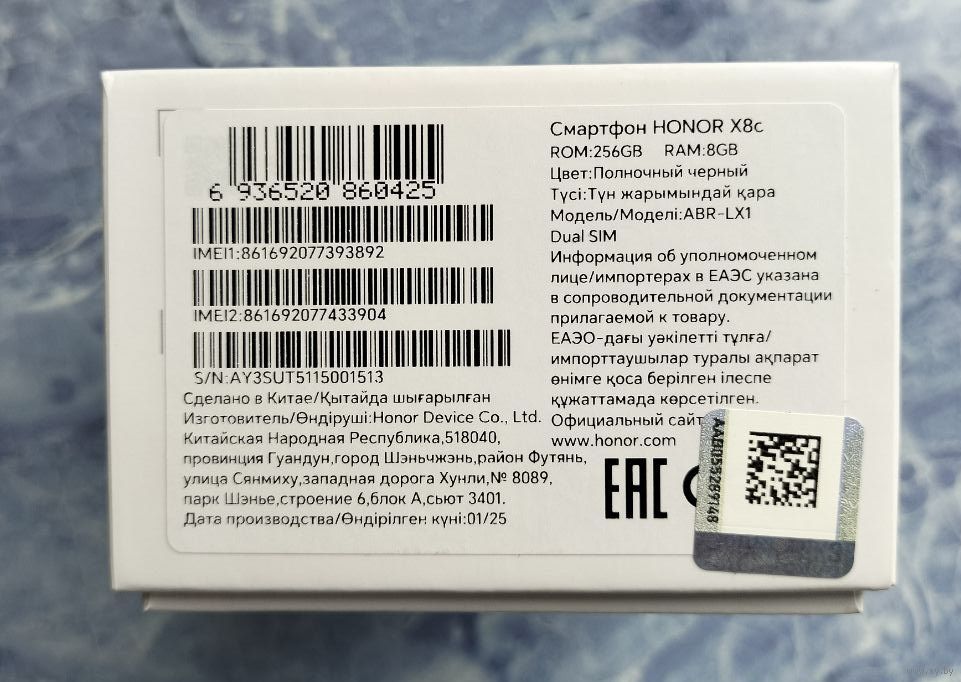 6 936520 860425
IMEI1:861692077393892
IMEI2:861692077433904
S/N:AY3SUT5115001513
Сделано в Китае/Қытайда шығарылған
Изготовитель/Өндіруші:Honor Device Co., Ltd.
Китайская Народная Республика,518040,
провинция Гуандун,город Шэньчжэнь,район Футянь,
улица Сянмиху,западная дорога Хунли,№ 8089,
парк Шэнье,строение 6,блок А,сьют 3401.
Дата производства/Өндірілген күні:01/25
Смартфон HONOR X8c
ROM:256GB RAM:8GB
Цвет:Полночный черный
Түсі:Түн жарымындай қара
Модель/Моделі:ABR-LX1
Dual SIM
Информация об уполномоченном
лице/импортерах в ЕАЭС указана
в сопроводительной документации
прилагаемой к товару.
ЕАЭО-дағы уәкілетті тұлға/
импорттаушылар туралы ақпарат
өнімге қоса берілген ілеспе
құжаттамада көрсетілген.
Официальный сайт
www.honor.com
EAC